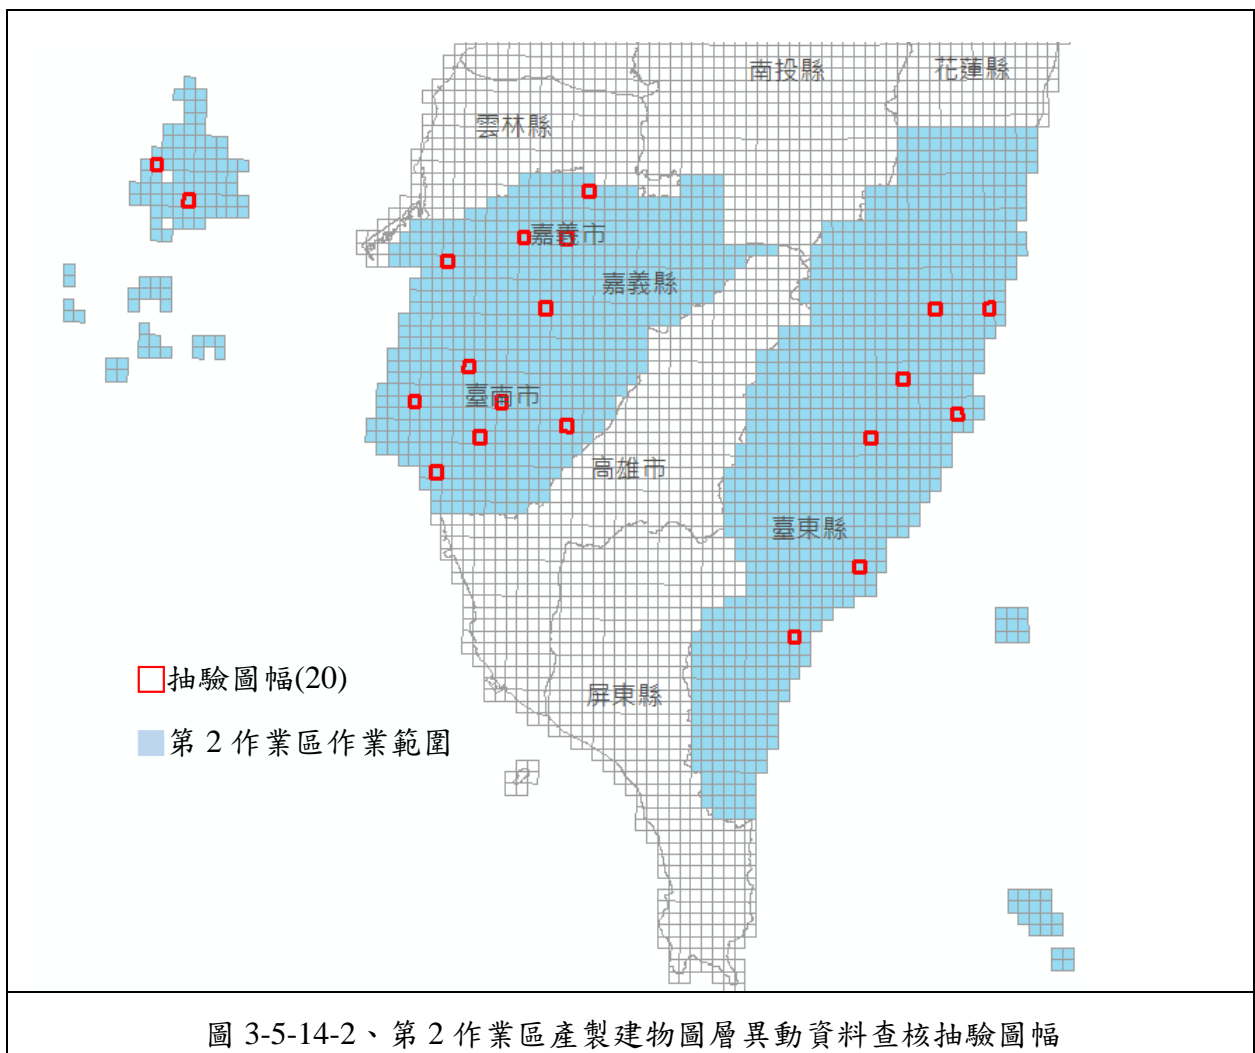 南投縣
花蓮縣
雲林縣
嘉義市
嘉義縣
臺南市
高雄市
臺東縣
屏東縣
抽驗圖幅(20)
第 2 作業區作業範圍
圖 3-5-14-2、第 2 作業區產製建物圖層異動資料查核抽驗圖幅